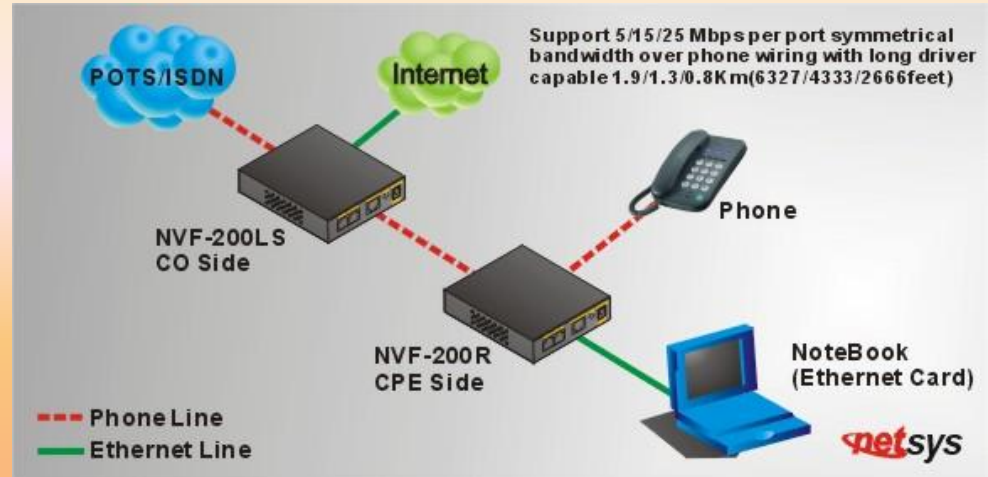 Support 5/15/25 Mbps per port symmetrical
bandwidth over phone wiring with long driver
capable 1.9/1.3/0.8Km(6327/4333/2666feet)
POTS/ISDN
Internet
Phone
NVF-200LS
CO Side
NVF-200R
CPE Side
NoteBook
(Ethernet Card)
Phone Line
Ethernet Line
netsys